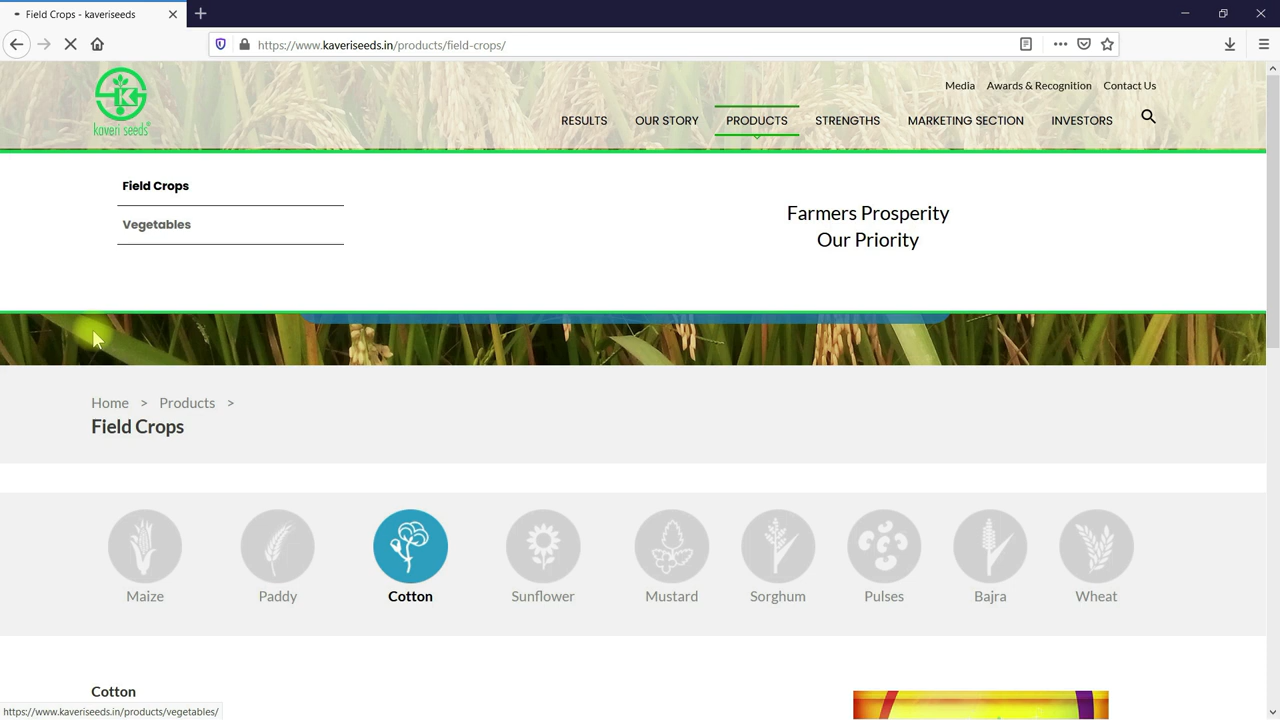 Field Crops - kaveriseeds
https://www.kaveriseeds.in/products/field-crops/
Media Awards & Recognition Contact Us
kaveri seeds
RESULTS OUR STORY PRODUCTS STRENGTHS MARKETING SECTION INVESTORS
Field Crops
Vegetables
Farmers Prosperity
Our Priority
Home > Products >
Field Crops
Maize Paddy Cotton Sunflower Mustard Sorghum Pulses Bajra Wheat
Cotton
https://www.kaveriseeds.in/products/vegetables/